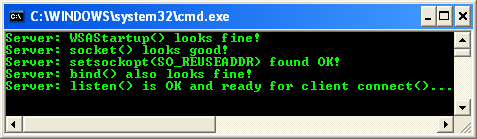 C:\WINDOWS\system32\cmd.exe
Server: WSAStartup() looks fine!
Server: socket() looks good!
Server: setsockopt(SO_REUSEADDR) found OK!
Server: bind() also looks fine!
Server: listen() is OK and ready for client connect()...